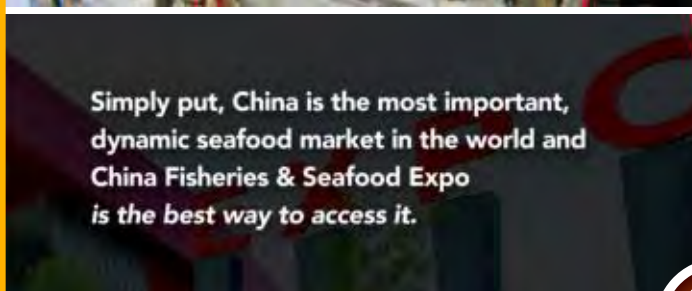 Simply put, China is the most important,
dynamic seafood market in the world and
China Fisheries & Seafood Expo
is the best way to access it.